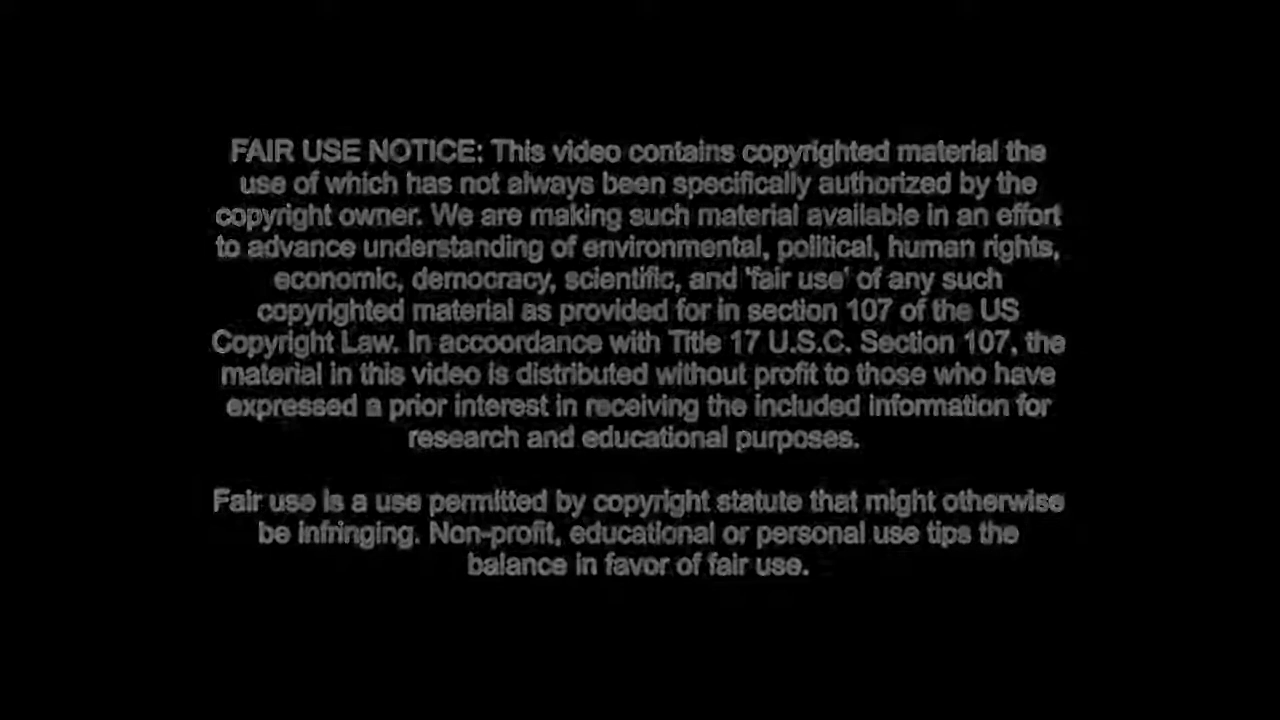 FAIR USE NOTICE: This video contains copyrighted material the
use of which has not always been specifically authorized by the
copyright owner. We are making such material available in an effort
to advance understanding of environmental, political, human rights,
economic, democracy, scientific, and 'fair use' of any such
copyrighted material as provided for in section 107 of the US
Copyright Law. In accoordance with Title 17 U.S.C. Section 107, the
material in this video is distributed without profit to those who have
expressed a prior interest in receiving the included information for
research and educational purposes.
Fair use is a use permitted by copyright statute that might otherwise
be infringing. Non-profit, educational or personal use tips the
balance in favor of fair use.